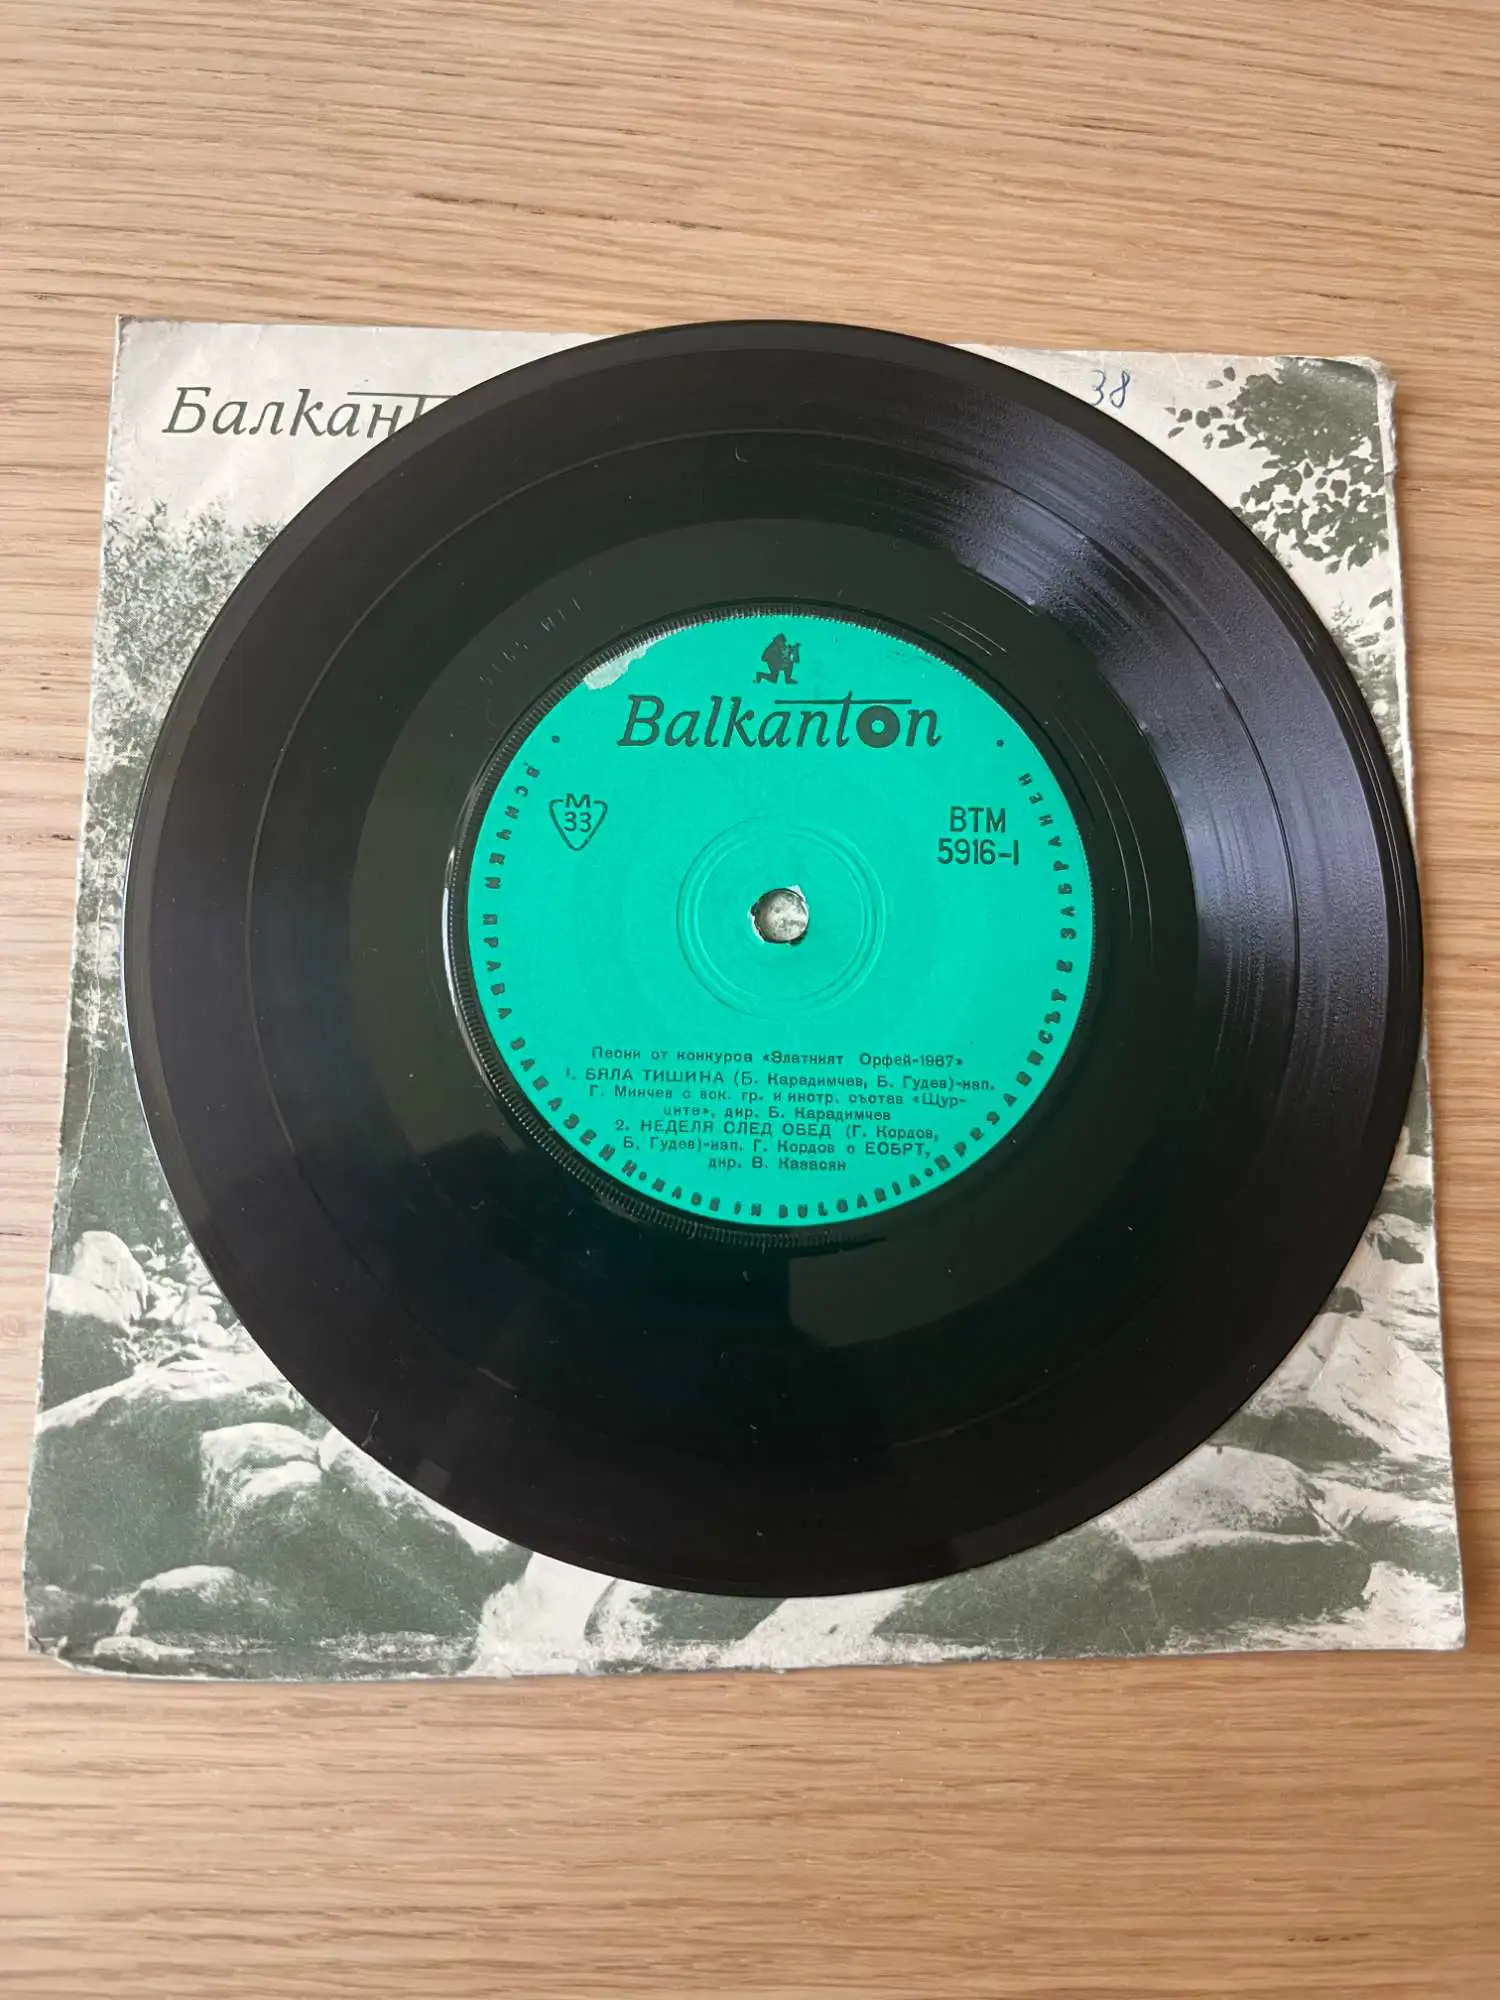 Балкан
38
Balkanton
M
33
ВТМ
5916-I
Песни от конкурса «Златният Орфей-1967»
1. БЯЛА ТИШИНА (Б. Карадимчев, Б. Гудев)-изп.
Г. Минчев с вок. гр. и инстр. състав «Щур-
ците», дир. Б. Карадимчев
2. НЕДЕЛЯ СЛЕД ОБЕД (Г. Кордов,
Б. Гудев)-изп. Г. Кордов с ЕОБРТ,
дир. В. Казасян
• ВСИЧКИ ПРАВА ЗАПАЗЕНИ • MADE IN BULGARIA • ПРЕЗАПИСЪТ Е ЗАБРАНЕН •